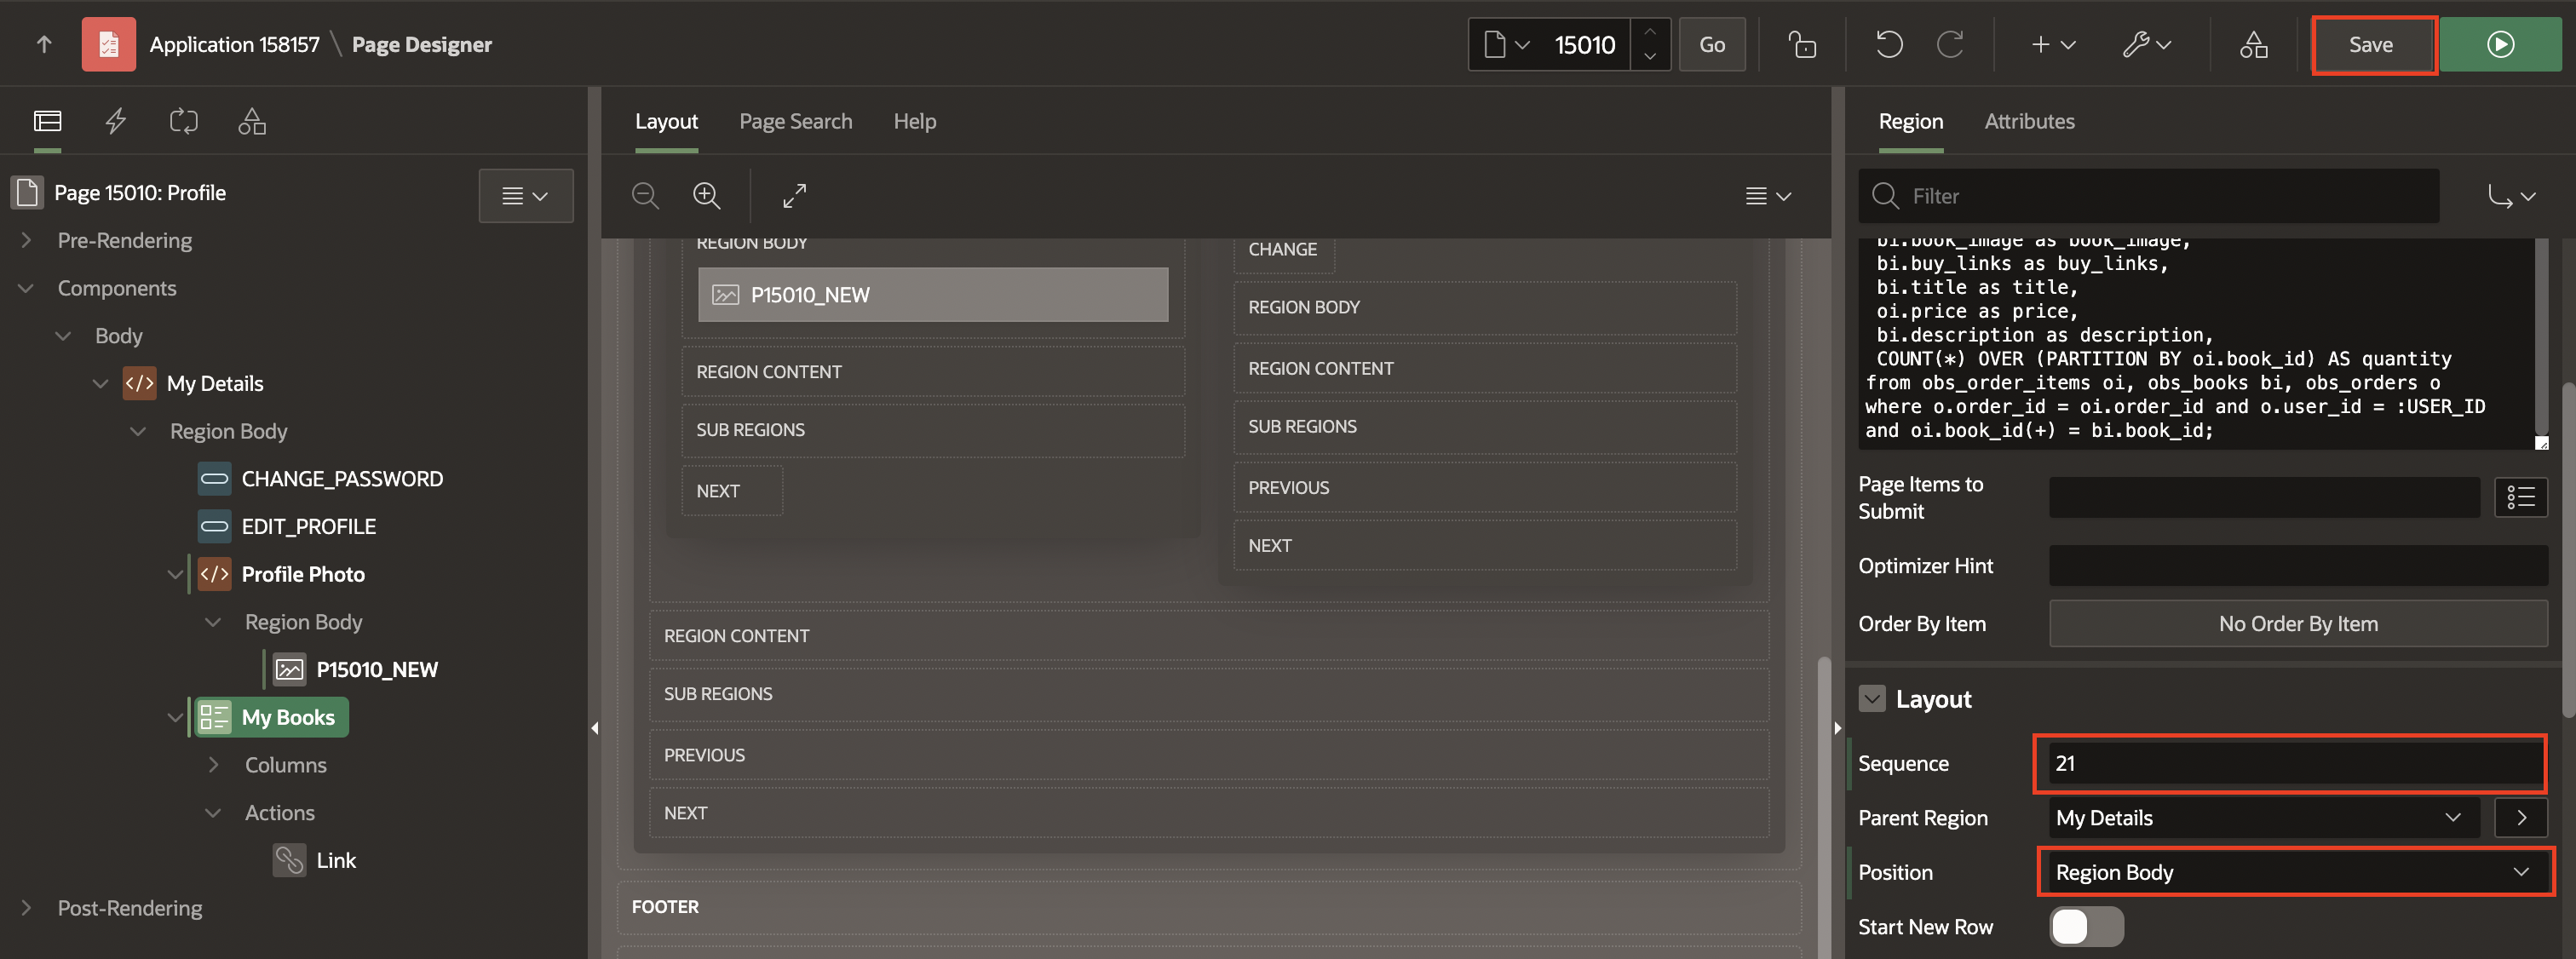 Application 158157 \ Page Designer
15010
Go
Save
Page 15010: Profile
Pre-Rendering
Components
Body
</> My Details
Region Body
CHANGE_PASSWORD
EDIT_PROFILE
</> Profile Photo
Region Body
P15010_NEW
My Books
Columns
Actions
Link
Post-Rendering
Layout
Page Search
Help
REGION BODY
P15010_NEW
REGION CONTENT
SUB REGIONS
NEXT
CHANGE
REGION BODY
REGION CONTENT
SUB REGIONS
PREVIOUS
NEXT
REGION CONTENT
SUB REGIONS
PREVIOUS
NEXT
FOOTER
Region
Attributes
Filter
bi.book_image as book_image,
bi.buy_links as buy_links,
bi.title as title,
oi.price as price,
bi.description as description,
COUNT(*) OVER (PARTITION BY oi.book_id) AS quantity
from obs_order_items oi, obs_books bi, obs_orders o
where o.order_id = oi.order_id and o.user_id = :USER_ID
and oi.book_id(+) = bi.book_id;
Page Items to
Submit
Optimizer Hint
Order By Item
No Order By Item
Layout
Sequence
21
Parent Region
My Details
Position
Region Body
Start New Row